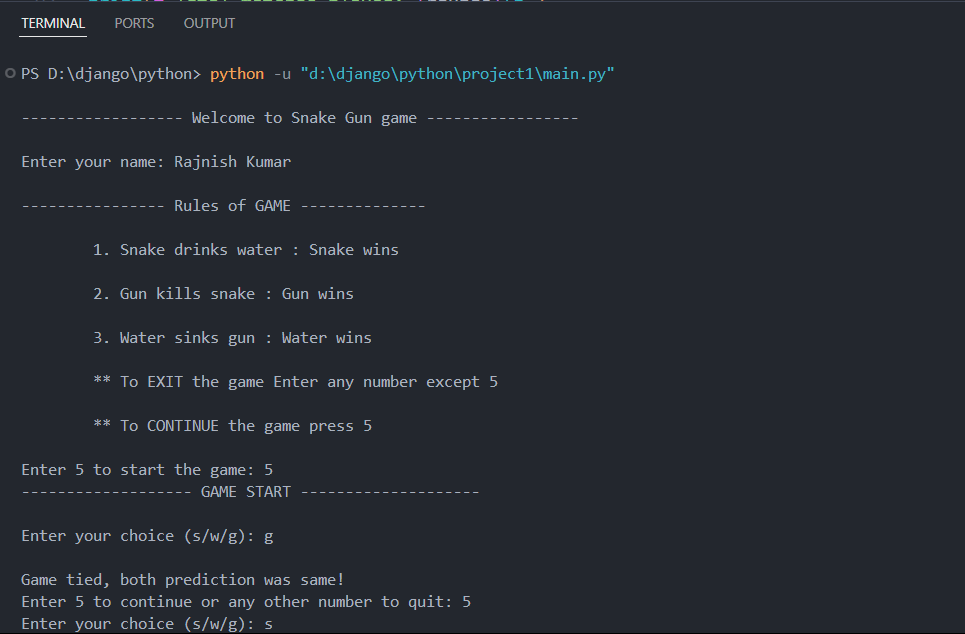 TERMINAL PORTS OUTPUT
PS D:\django\python> python -u "d:\django\python\project1\main.py"
------------------ Welcome to Snake Gun game -----------------
Enter your name: Rajnish Kumar
---------------- Rules of GAME --------------
1. Snake drinks water : Snake wins
2. Gun kills snake : Gun wins
3. Water sinks gun : Water wins
** To EXIT the game Enter any number except 5
** To CONTINUE the game press 5
Enter 5 to start the game: 5
------------------- GAME START --------------------
Enter your choice (s/w/g): g
Game tied, both prediction was same!
Enter 5 to continue or any other number to quit: 5
Enter your choice (s/w/g): s